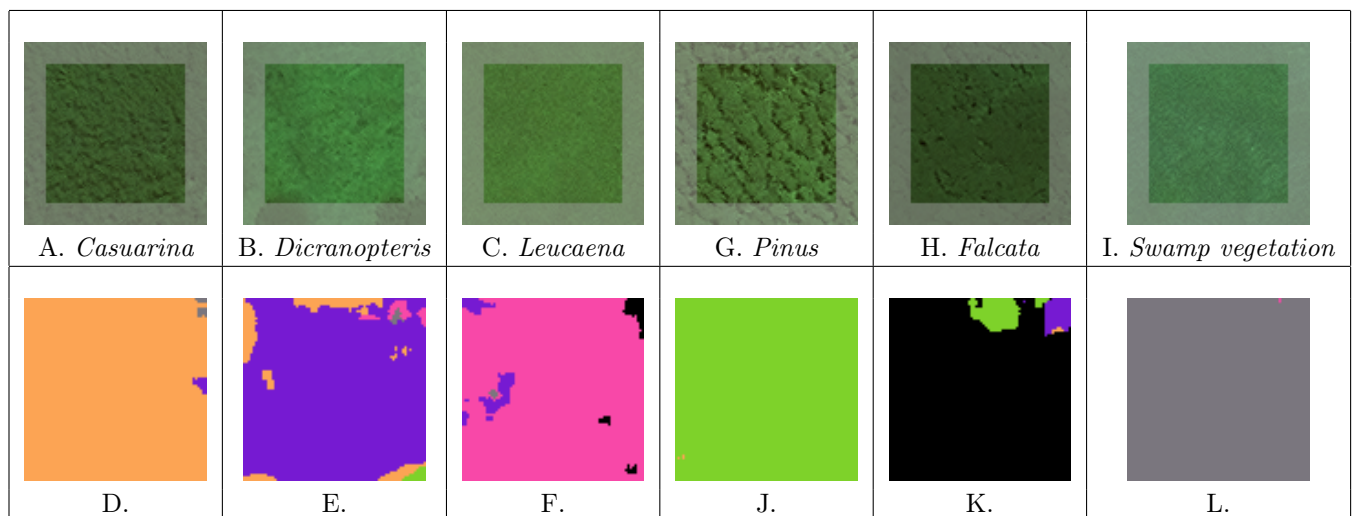 A. Casuarina
B. Dicranopteris
C. Leucaena
G. Pinus
H. Falcata
I. Swamp vegetation
D.
E.
F.
J.
K.
L.